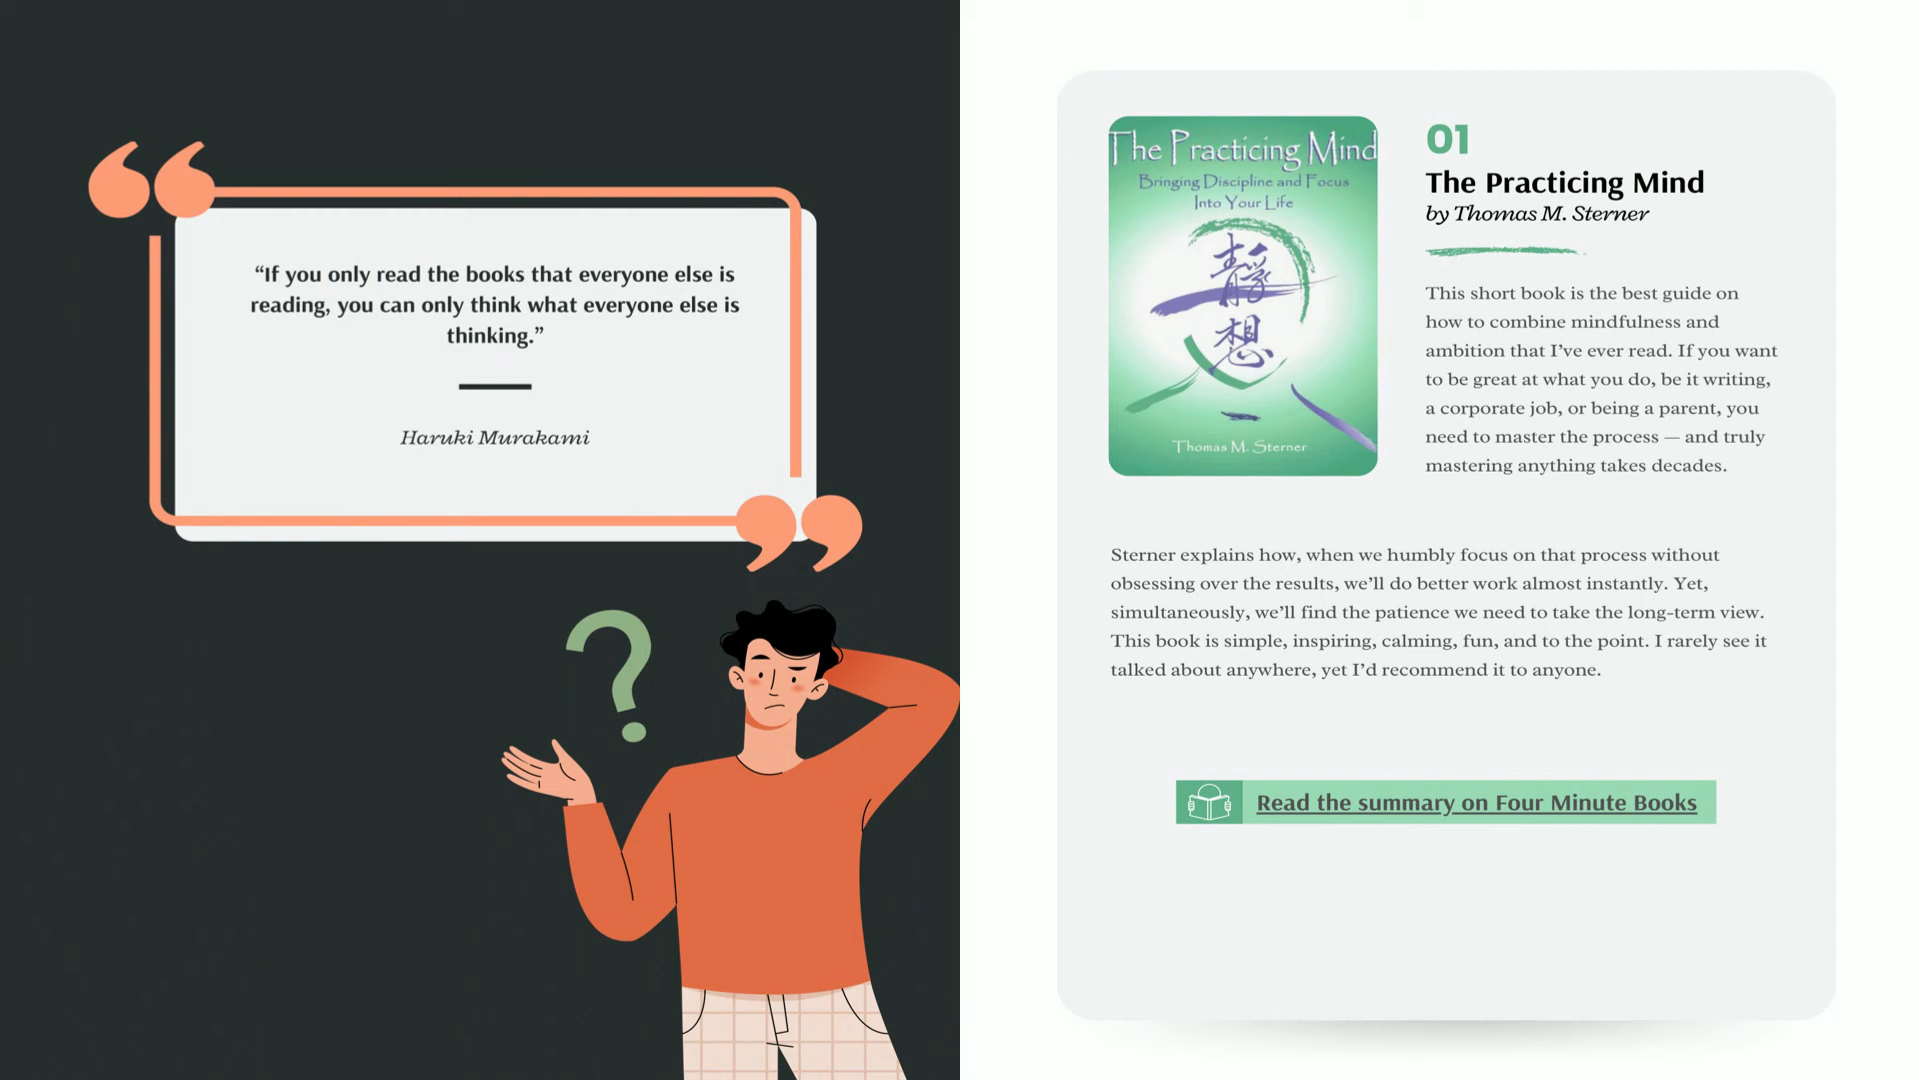 “If you only read the books that everyone else is
reading, you can only think what everyone else is
thinking.”
Haruki Murakami
?
The Practicing Mind
Bringing Discipline and Focus
Into Your Life
靜
想
Thomas M. Sterner
01
The Practicing Mind
by Thomas M. Sterner
This short book is the best guide on
how to combine mindfulness and
ambition that I’ve ever read. If you want
to be great at what you do, be it writing,
a corporate job, or being a parent, you
need to master the process — and truly
mastering anything takes decades.
Sterner explains how, when we humbly focus on that process without
obsessing over the results, we’ll do better work almost instantly. Yet,
simultaneously, we’ll find the patience we need to take the long-term view.
This book is simple, inspiring, calming, fun, and to the point. I rarely see it
talked about anywhere, yet I’d recommend it to anyone.
Read the summary on Four Minute Books